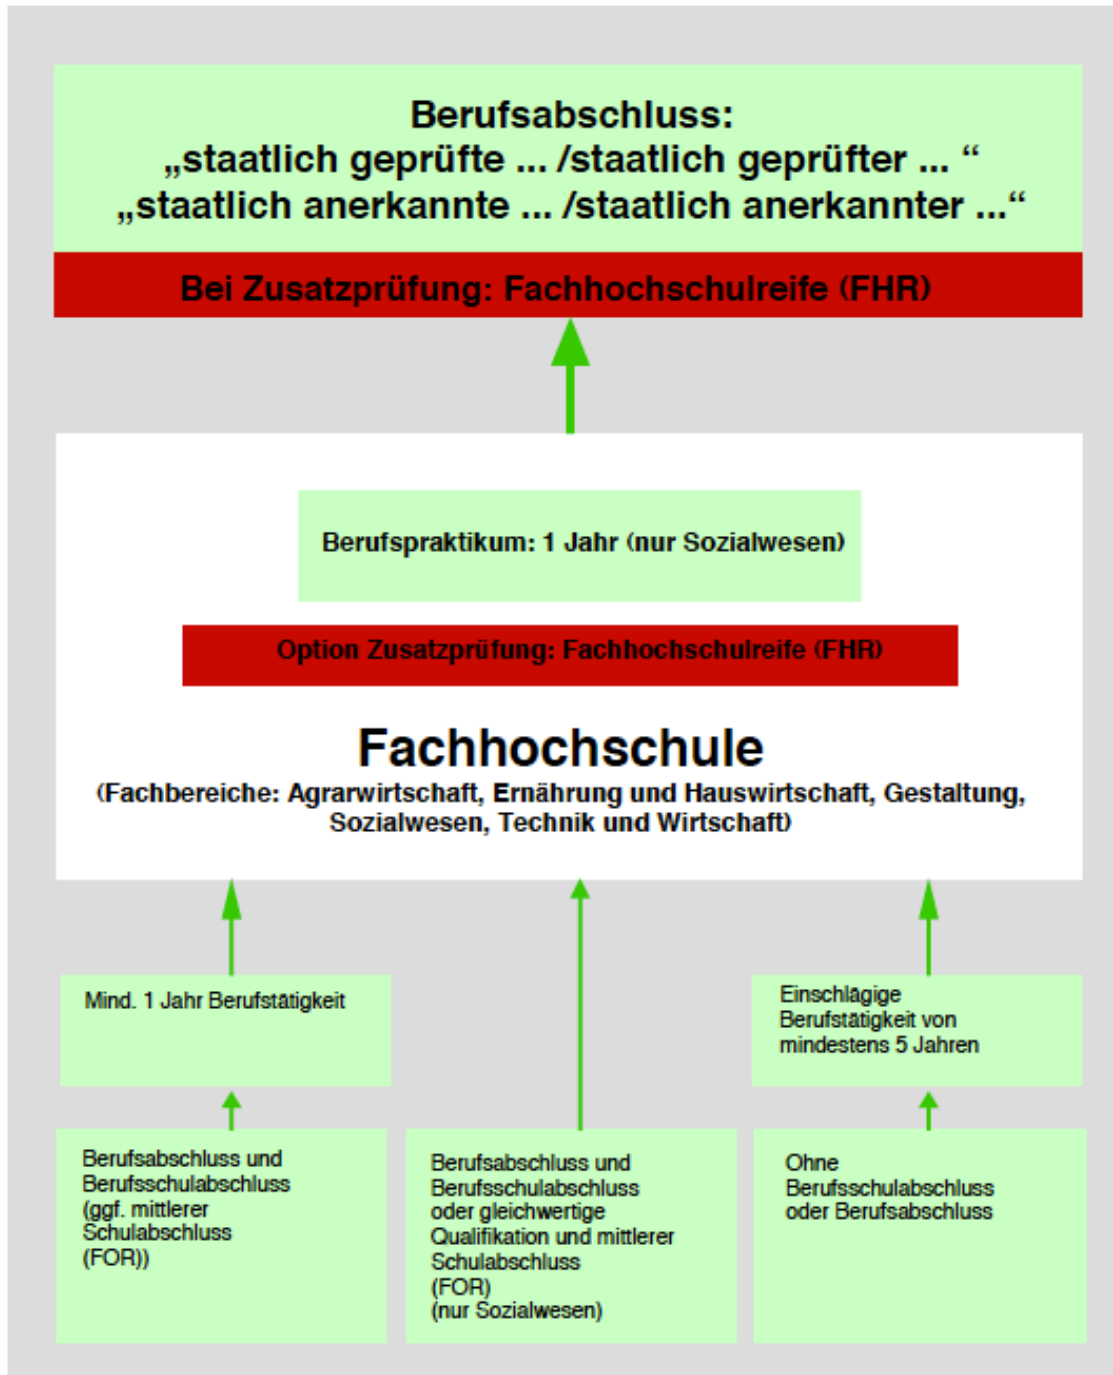 Berufsabschluss:
„staatlich geprüfte ... /staatlich geprüfter ... “
„staatlich anerkannte ... /staatlich anerkannter ...“
Bei Zusatzprüfung: Fachhochschulreife (FHR)
Berufspraktikum: 1 Jahr (nur Sozialwesen)
Option Zusatzprüfung: Fachhochschulreife (FHR)
Fachhochschule
(Fachbereiche: Agrarwirtschaft, Ernährung und Hauswirtschaft, Gestaltung,
Sozialwesen, Technik und Wirtschaft)
Mind. 1 Jahr Berufstätigkeit
Einschlägige
Berufstätigkeit von
mindestens 5 Jahren
Berufsabschluss und
Berufsschulabschluss
(ggf. mittlerer
Schulabschluss
(FOR))
Berufsabschluss und
Berufsschulabschluss
oder gleichwertige
Qualifikation und mittlerer
Schulabschluss
(FOR)
(nur Sozialwesen)
Ohne
Berufsschulabschluss
oder Berufsabschluss